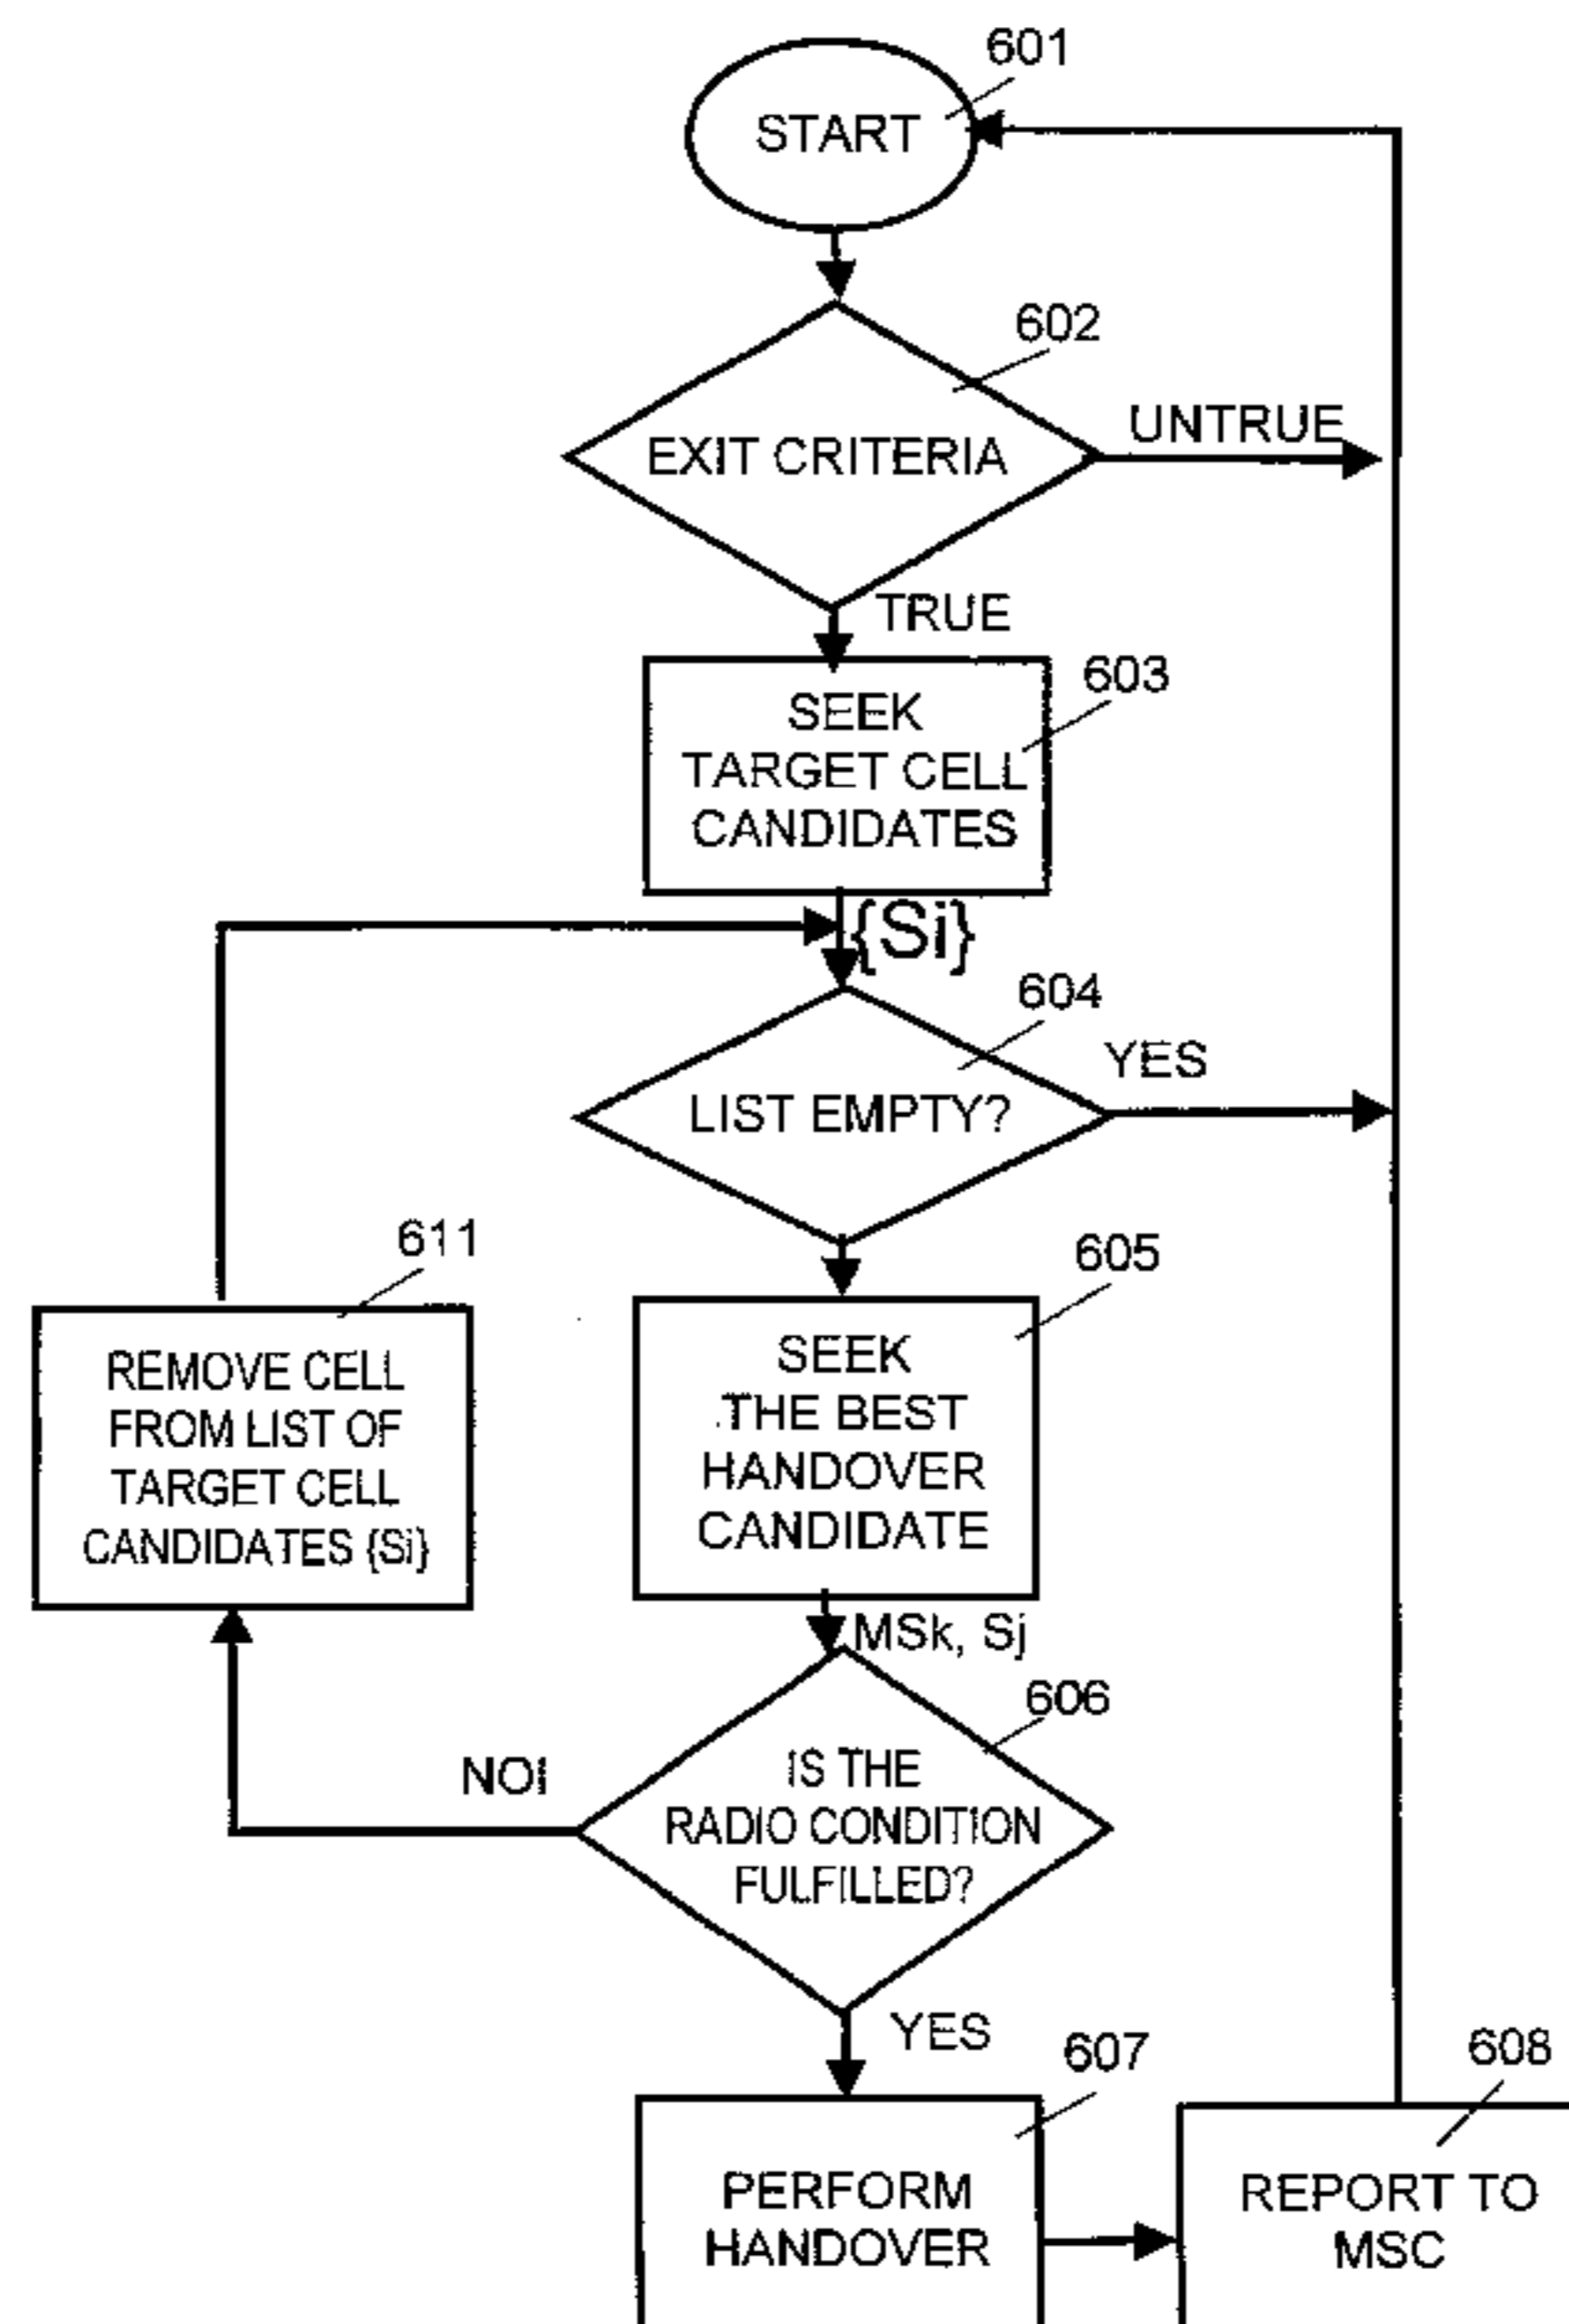 601
START
602
EXIT CRITERIA
UNTRUE
TRUE
603
SEEK
TARGET CELL
CANDIDATES
{Si}
604
LIST EMPTY?
YES
611
REMOVE CELL
FROM LIST OF
TARGET CELL
CANDIDATES {Si}
605
SEEK
THE BEST
HANDOVER
CANDIDATE
MSk, Sj
606
IS THE
RADIO CONDITION
FULFILLED?
NOI
YES
607
PERFORM
HANDOVER
608
REPORT TO
MSC